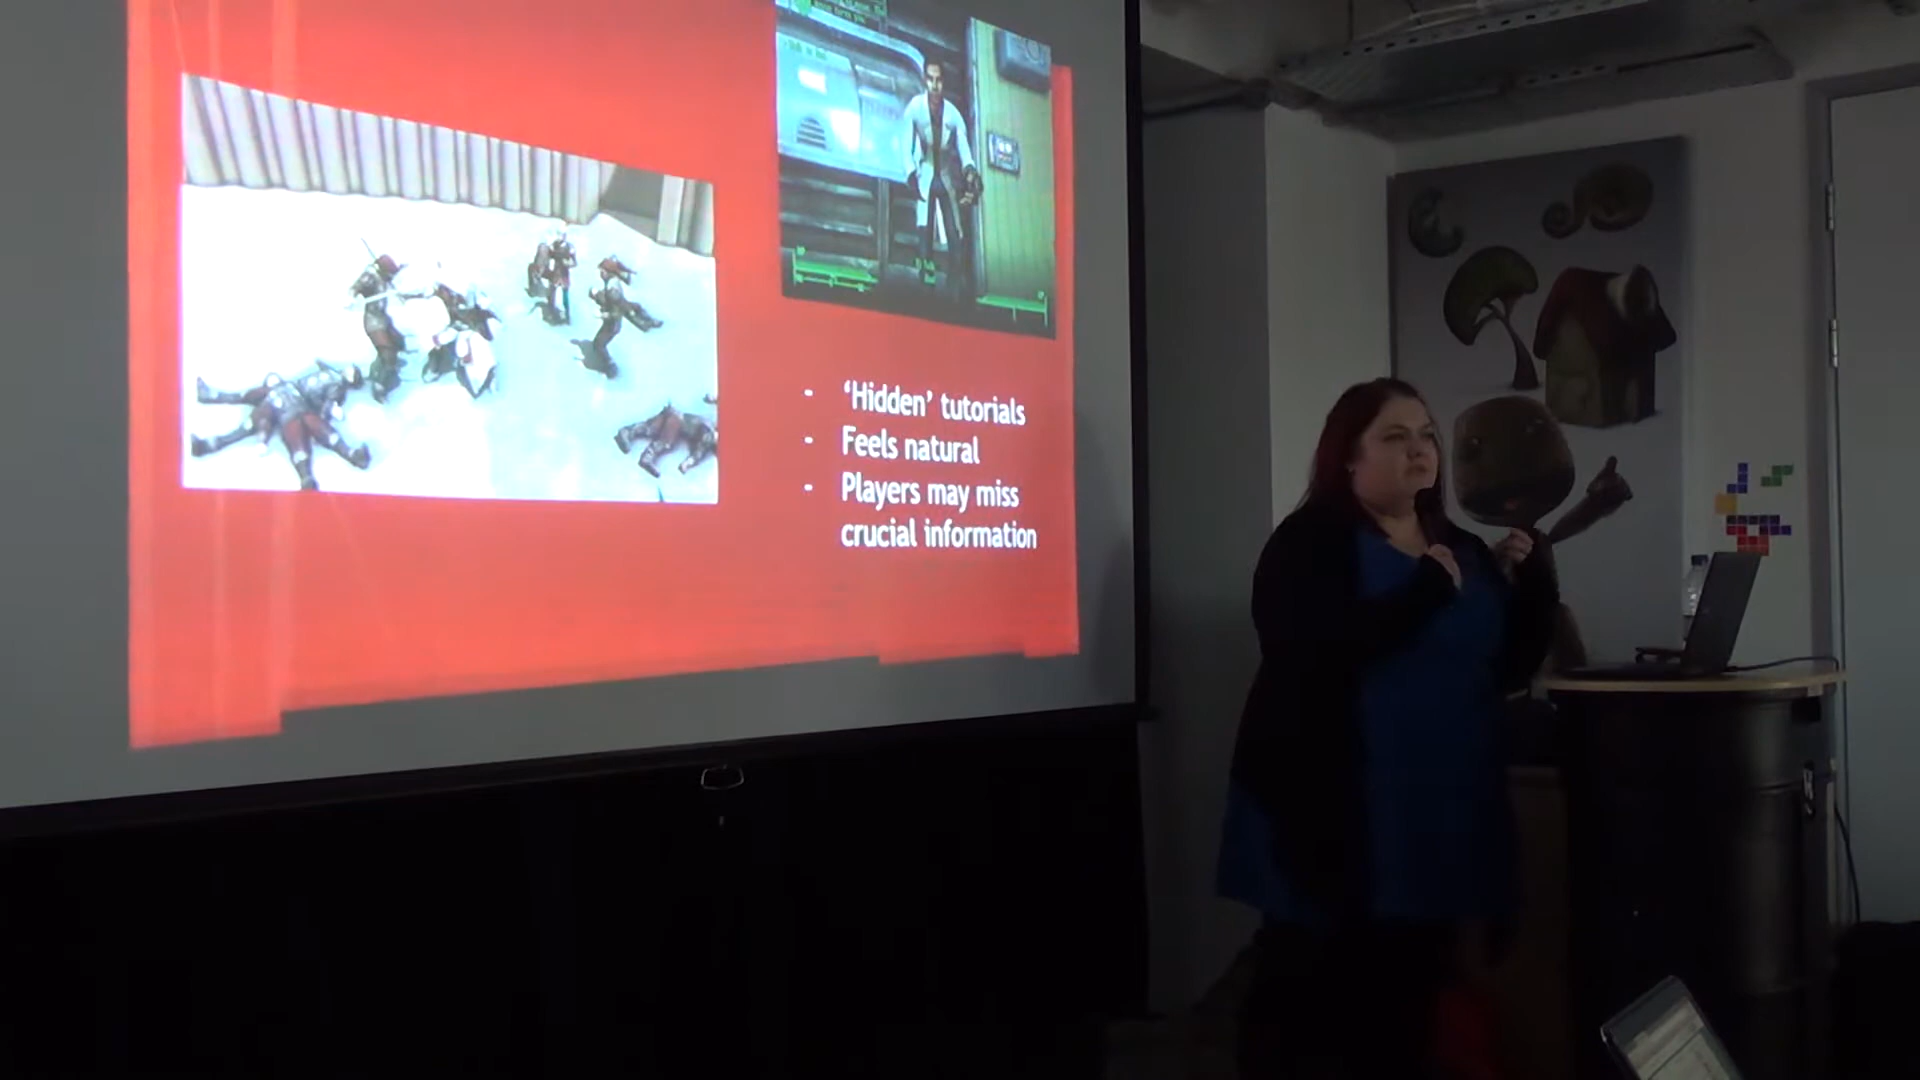 - ‘Hidden’ tutorials
- Feels natural
- Players may miss
crucial information